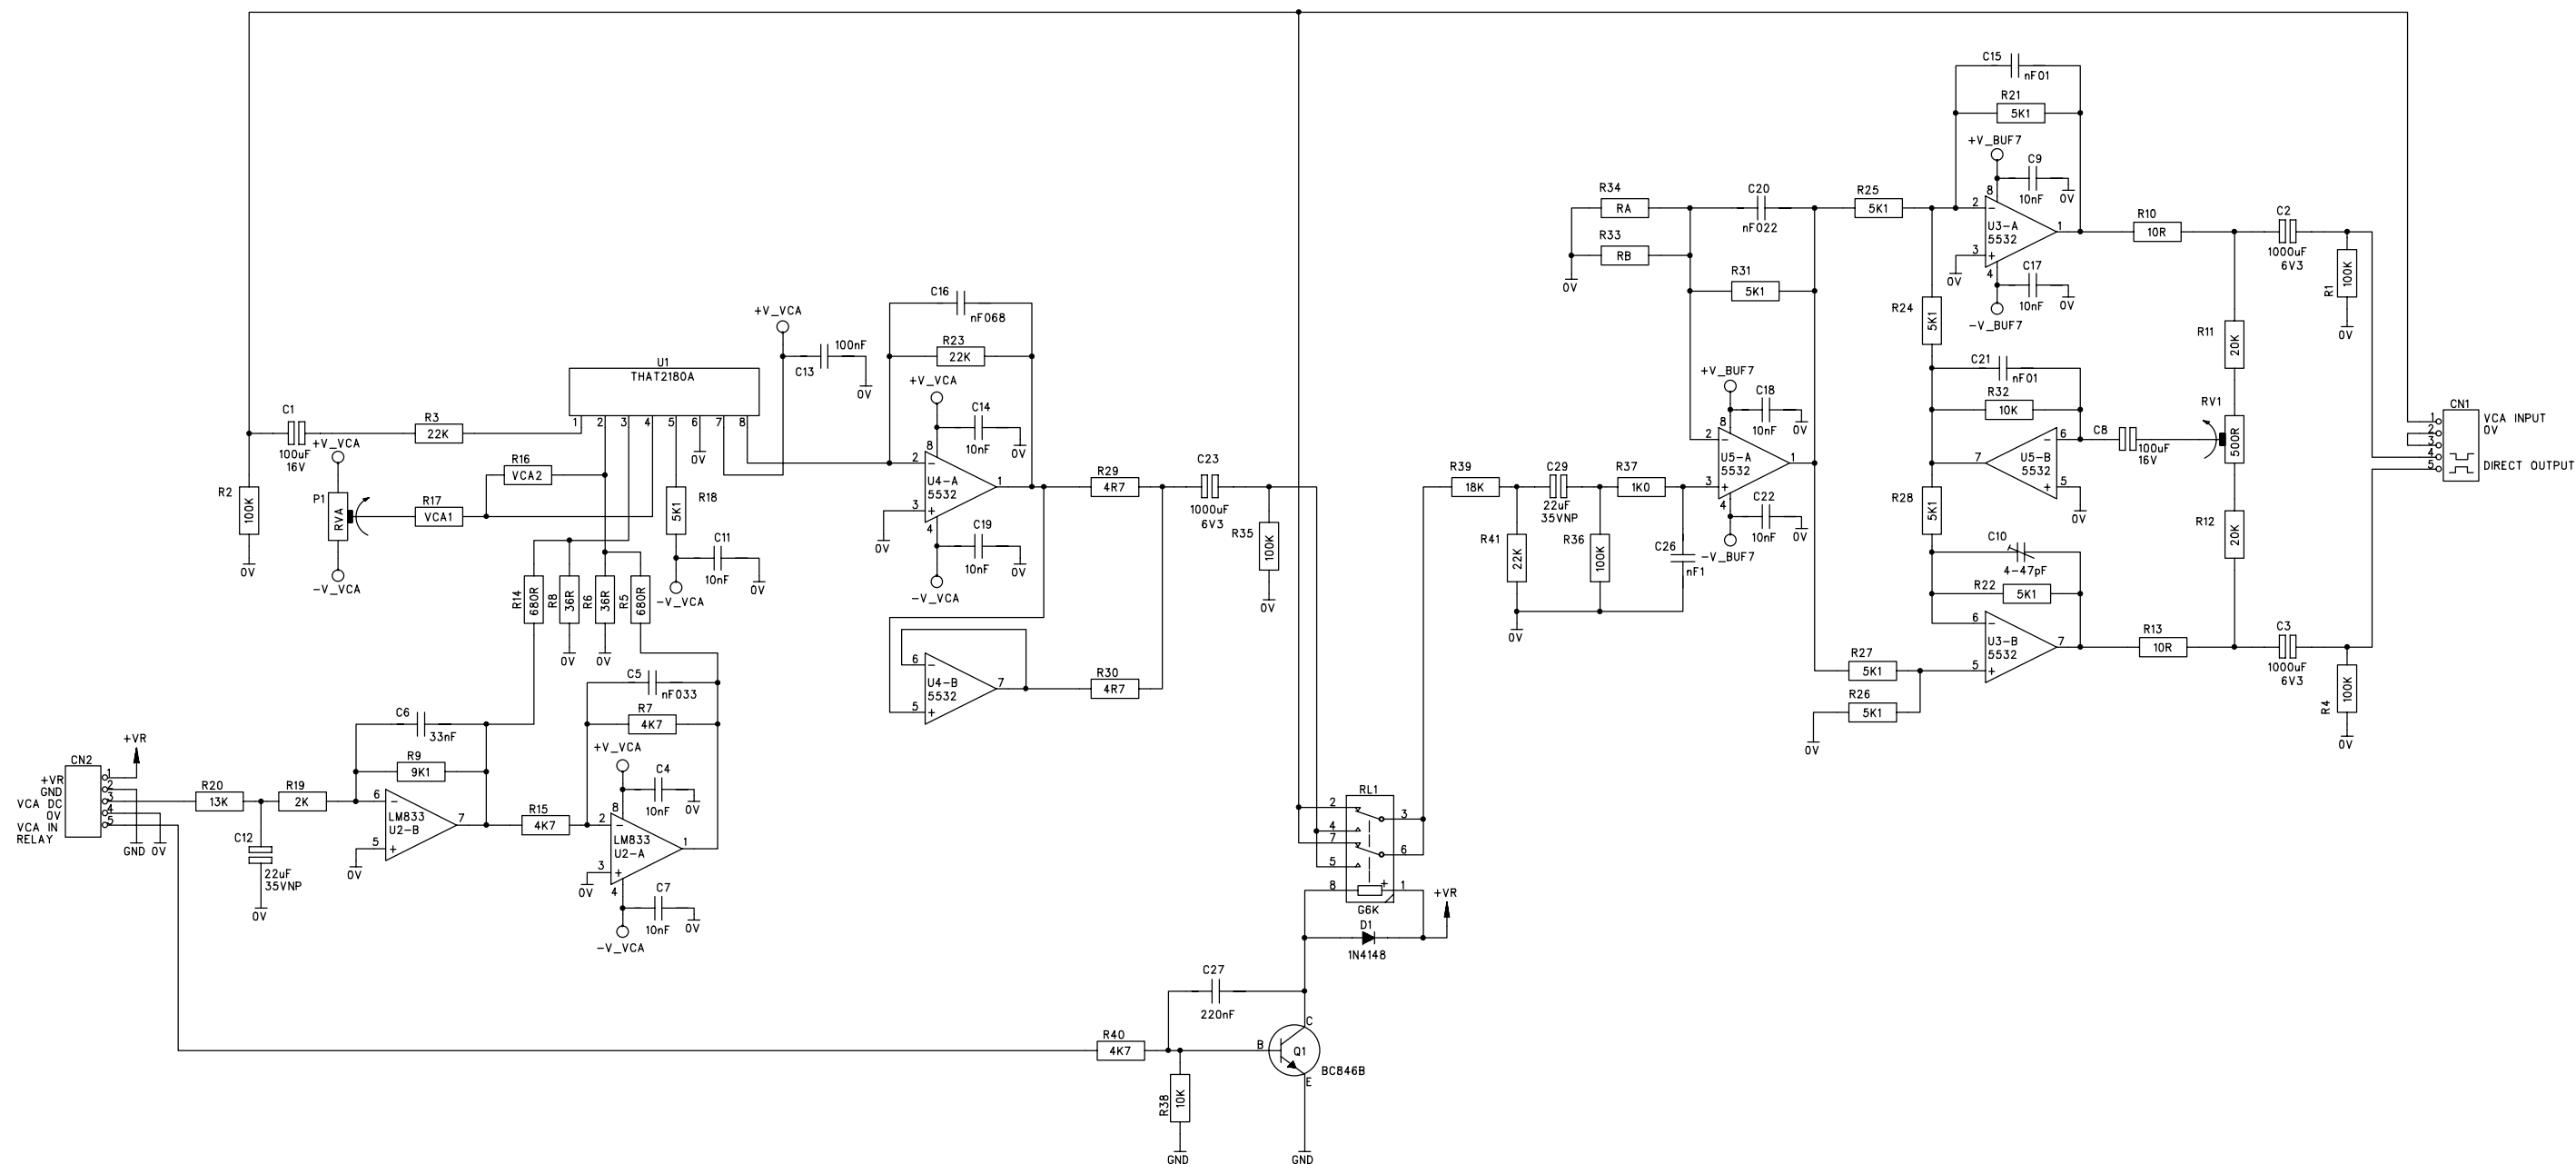 C15
nF01
R21
5K1
+V_BUF7
C9
8
10nF
0V
2
-
U3-A
5532
1
3
+
0V
4
C17
10nF
0V
-V_BUF7
R34
RA
R33
RB
0V
C20
nF022
R31
5K1
R25
5K1
R24
5K1
R10
10R
C2
1000uF
6V3
R1
100K
0V
R11
20K
C21
nF01
R32
10K
6
-
U5-B
5532
7
5
+
0V
C8
100uF
16V
RV1
500R
CN1
1
2
3
4
5
VCA INPUT
0V
DIRECT OUTPUT
R28
5K1
R12
20K
C10
4-47pF
R22
5K1
6
-
U3-B
5532
7
5
+
R13
10R
C3
1000uF
6V3
R4
100K
0V
R27
5K1
R26
5K1
0V
+V_BUF7
C18
8
10nF
0V
2
-
U5-A
5532
1
3
+
4
C22
10nF
0V
-V_BUF7
R39
18K
C29
22uF
35VNP
R37
1K0
R41
22K
R36
100K
C26
nF1
0V
U1
THAT2180A
1
2
3
4
5
6
7
8
0V
+V_VCA
100nF
C13
0V
C1
100uF
16V
R3
22K
R2
100K
0V
+V_VCA
P1
RVA
-V_VCA
R17
VCA1
R16
VCA2
R18
5K1
C11
10nF
0V
-V_VCA
R14
680R
R8
36R
R6
36R
R5
680R
0V
0V
C16
nF068
R23
22K
+V_VCA
C14
8
10nF
0V
2
-
U4-A
5532
1
3
+
0V
4
C19
10nF
0V
-V_VCA
R29
4R7
C23
1000uF
6V3
R35
100K
0V
6
-
U4-B
5532
7
5
+
R30
4R7
C5
nF033
R7
4K7
C6
33nF
R9
9K1
+V_VCA
C4
8
10nF
0V
2
-
LM833
U2-A
1
3
+
0V
4
C7
10nF
0V
-V_VCA
R15
4K7
6
-
LM833
U2-B
7
5
+
0V
+VR
CN2
1
2
3
4
5
+VR
GND
VCA DC
0V
VCA IN
RELAY
GND 0V
R20
13K
R19
2K
C12
22uF
35VNP
0V
RL1
2
3
4
7
6
5
8
+
1
G6K
+VR
D1
1N4148
C27
220nF
R40
4K7
R38
10K
GND
C
B
Q1
E
BC846B
GND